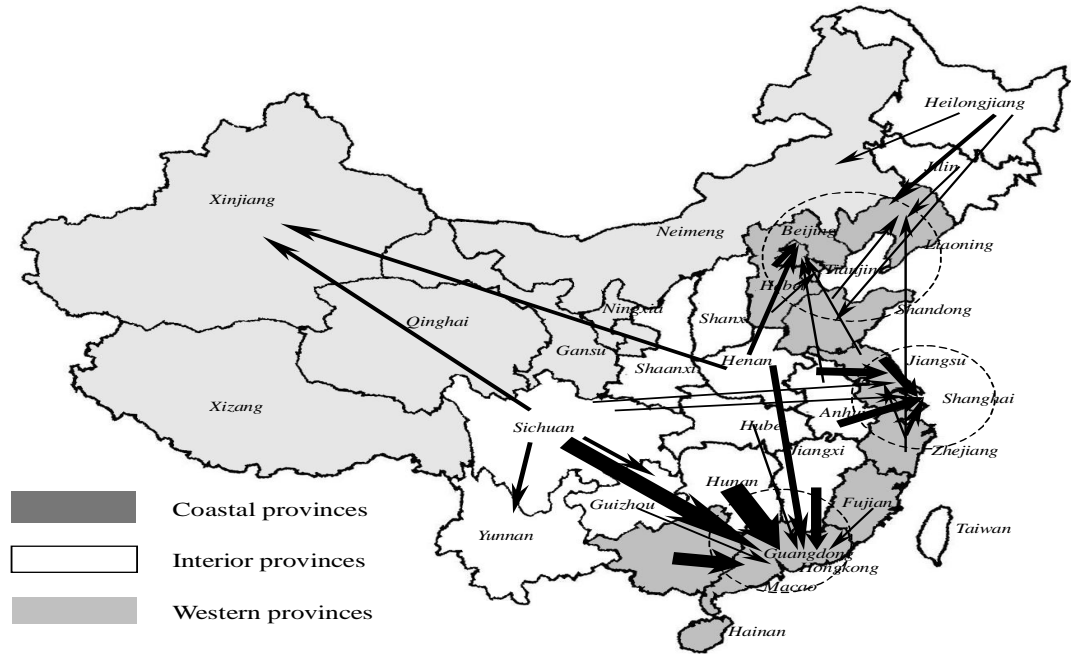 Heilongjiang
Jilin
Xinjiang
Neimeng
Beijing
Liaoning
Tianjin
Hebei
Ningxia
Shanxi
Shandong
Qinghai
Gansu
Henan
Jiangsu
Shaanxi
Xizang
Shanghai
Anhui
Sichuan
Hubei
Jiangxi
Zhejiang
Hunan
Guizhou
Fujian
Coastal provinces
Yunnan
Taiwan
Guangdong
Interior provinces
Hongkong
Macao
Western provinces
Hainan